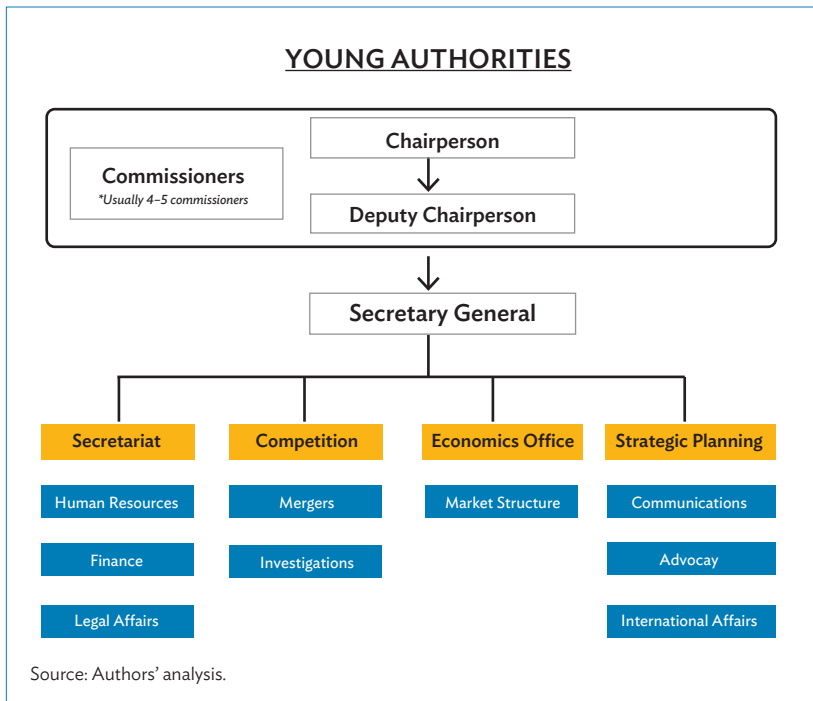 YOUNG AUTHORITIES
Chairperson
Commissioners
*Usually 4–5 commissioners
Deputy Chairperson
Secretary General
Secretariat
Human Resources
Finance
Legal Affairs
Competition
Mergers
Investigations
Economics Office
Market Structure
Strategic Planning
Communications
Advocay
International Affairs
Source: Authors’ analysis.